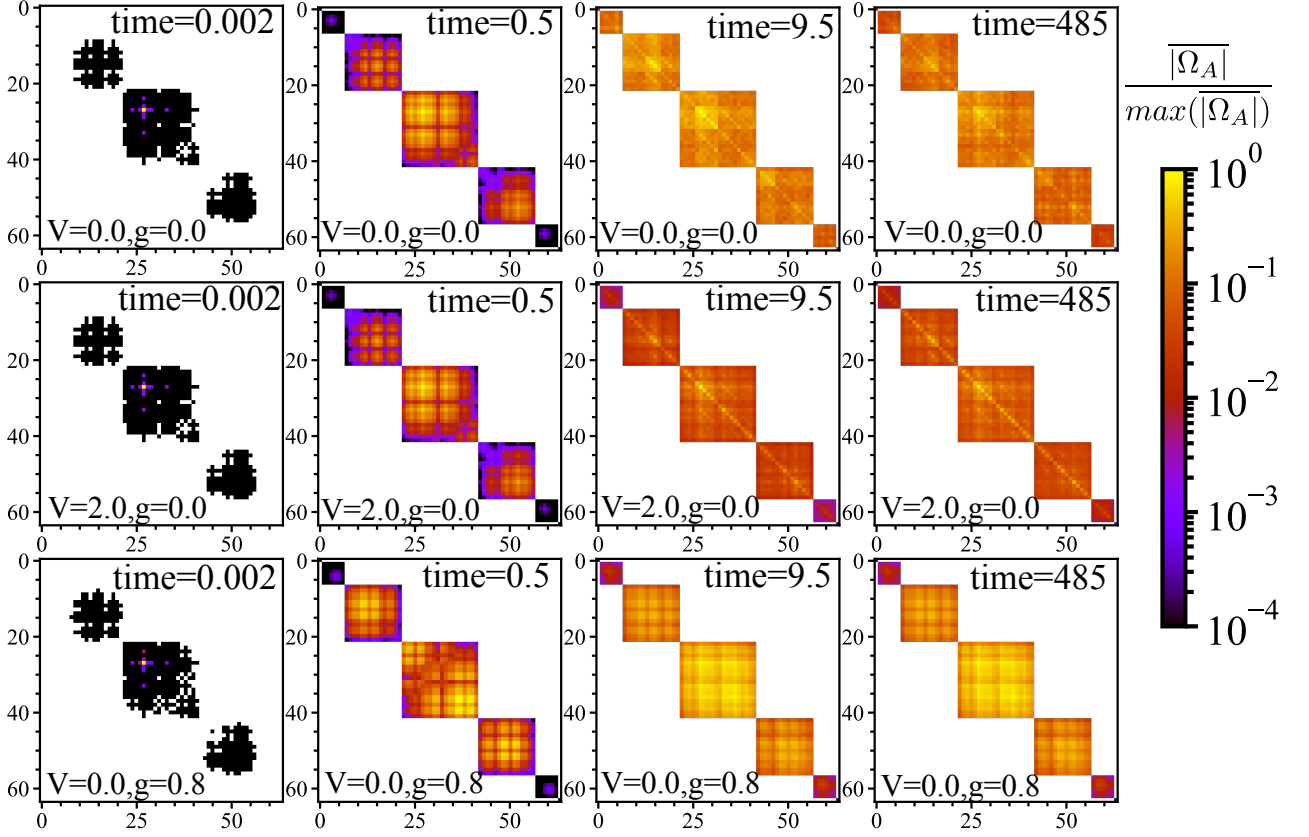 time=0.002
time=0.5
time=9.5
time=485
0
20
40
60
V=0.0,g=0.0
V=0.0,g=0.0
V=0.0,g=0.0
V=0.0,g=0.0
0 25 50
0 25 50
0 25 50
0 25 50
time=0.002
time=0.5
time=9.5
time=485
0
20
40
60
V=2.0,g=0.0
V=2.0,g=0.0
V=2.0,g=0.0
V=2.0,g=0.0
0 25 50
0 25 50
0 25 50
0 25 50
time=0.002
time=0.5
time=9.5
time=485
0
20
40
60
V=0.0,g=0.8
V=0.0,g=0.8
V=0.0,g=0.8
V=0.0,g=0.8
0 25 50
0 25 50
0 25 50
0 25 50
|Ω_A|
max(|Ω_A|)
10^0
10^−1
10^−2
10^−3
10^−4